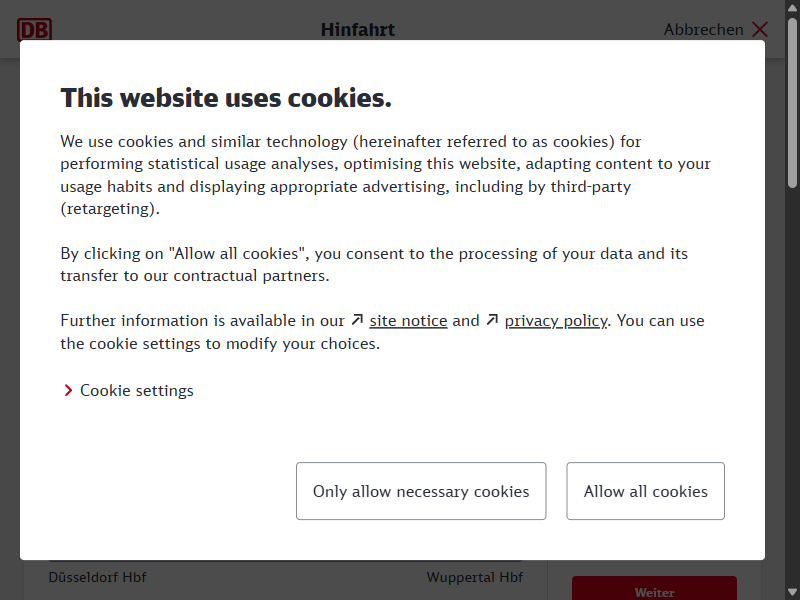 DB Hinfahrt Abbrechen
This website uses cookies.
We use cookies and similar technology (hereinafter referred to as cookies) for
performing statistical usage analyses, optimising this website, adapting content to your
usage habits and displaying appropriate advertising, including by third-party
(retargeting).
By clicking on "Allow all cookies", you consent to the processing of your data and its
transfer to our contractual partners.
Further information is available in our site notice and privacy policy. You can use
the cookie settings to modify your choices.
Cookie settings
Only allow necessary cookies Allow all cookies
Düsseldorf Hbf Wuppertal Hbf
Weiter